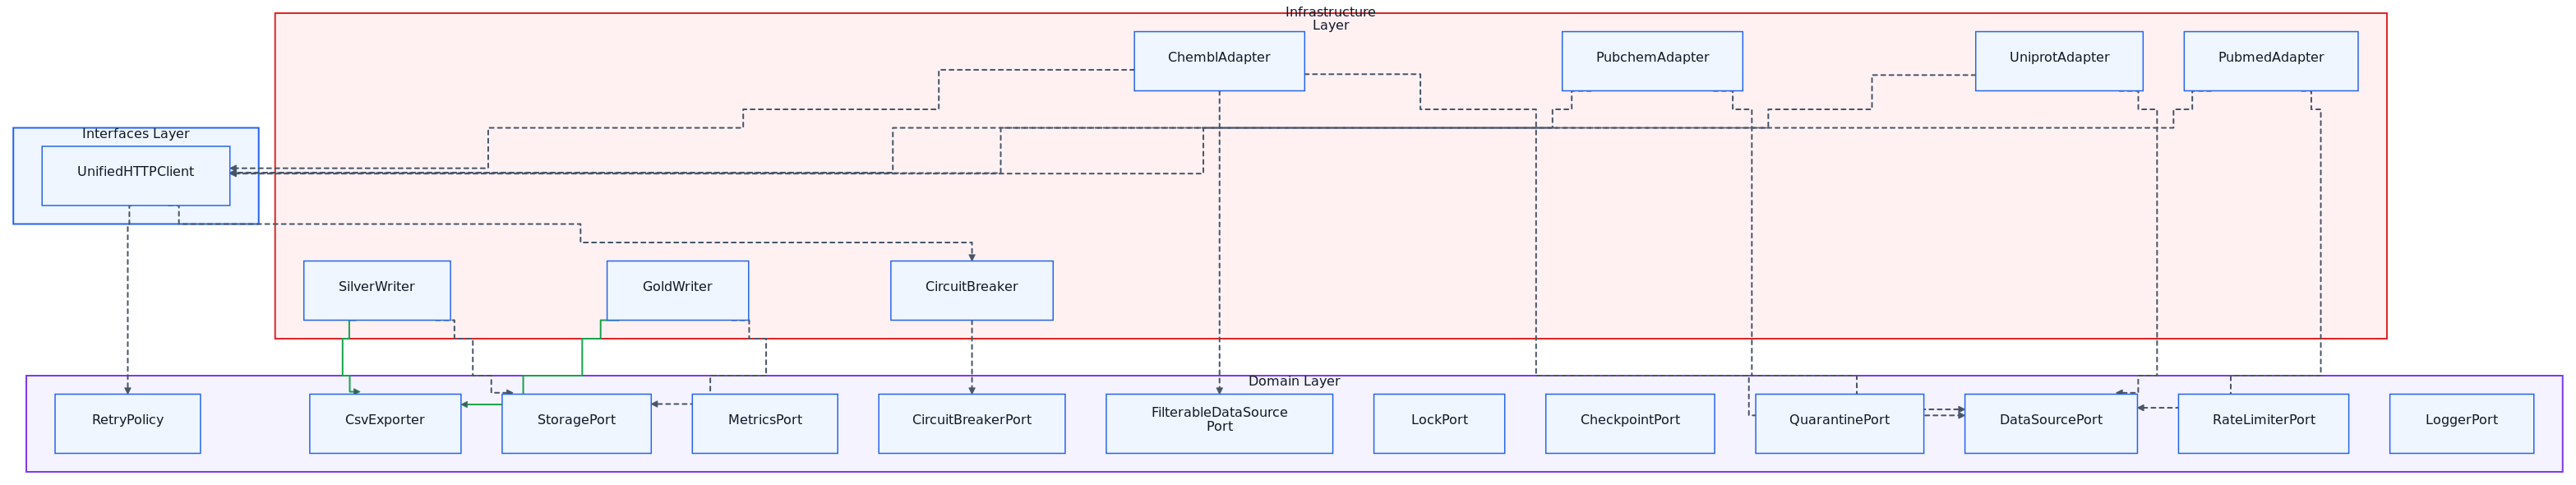 Infrastructure
Layer
ChemblAdapter
PubchemAdapter
UniprotAdapter
PubmedAdapter
Interfaces Layer
UnifiedHTTPClient
SilverWriter
GoldWriter
CircuitBreaker
Domain Layer
RetryPolicy
CsvExporter
StoragePort
MetricsPort
CircuitBreakerPort
FilterableDataSource
Port
LockPort
CheckpointPort
QuarantinePort
DataSourcePort
RateLimiterPort
LoggerPort